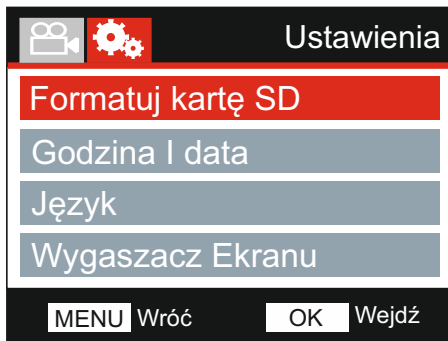 Ustawienia
Formatuj kartę SD
Godzina I data
Język
Wygaszacz Ekranu
MENU Wróć OK Wejdź